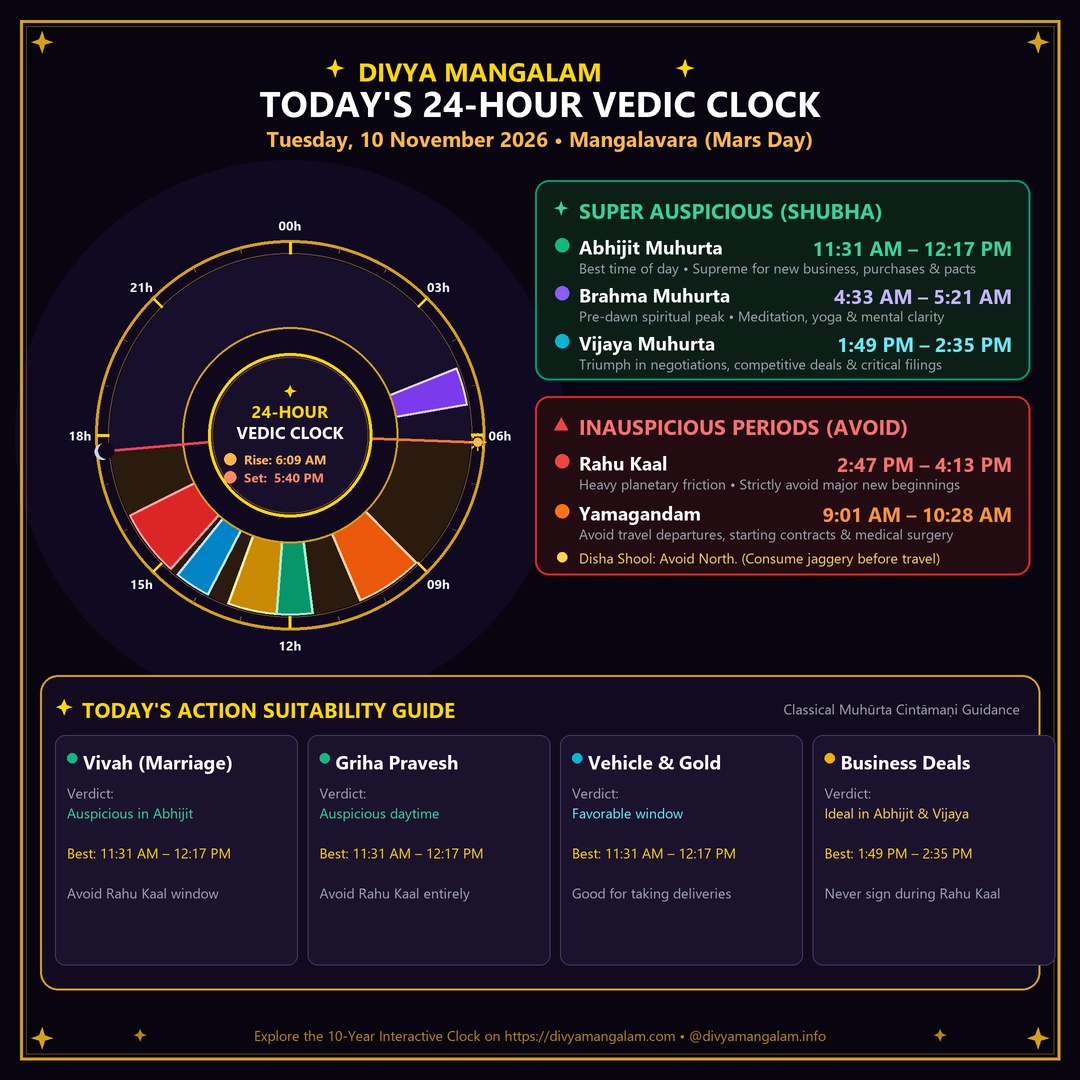 DIVYA MANGALAM
TODAY'S 24-HOUR VEDIC CLOCK
Tuesday, 10 November 2026 • Mangalavara (Mars Day)
00h
03h
06h
09h
12h
15h
18h
21h
24-HOUR
VEDIC CLOCK
Rise: 6:09 AM
Set: 5:40 PM
SUPER AUSPICIOUS (SHUBHA)
Abhijit Muhurta 11:31 AM – 12:17 PM
Best time of day • Supreme for new business, purchases & pacts
Brahma Muhurta 4:33 AM – 5:21 AM
Pre-dawn spiritual peak • Meditation, yoga & mental clarity
Vijaya Muhurta 1:49 PM – 2:35 PM
Triumph in negotiations, competitive deals & critical filings
INAUSPICIOUS PERIODS (AVOID)
Rahu Kaal 2:47 PM – 4:13 PM
Heavy planetary friction • Strictly avoid major new beginnings
Yamagandam 9:01 AM – 10:28 AM
Avoid travel departures, starting contracts & medical surgery
Disha Shool: Avoid North. (Consume jaggery before travel)
TODAY'S ACTION SUITABILITY GUIDE
Classical Muhūrta Cintāmaṇi Guidance
Vivah (Marriage)
Verdict:
Auspicious in Abhijit
Best: 11:31 AM – 12:17 PM
Avoid Rahu Kaal window
Griha Pravesh
Verdict:
Auspicious daytime
Best: 11:31 AM – 12:17 PM
Avoid Rahu Kaal entirely
Vehicle & Gold
Verdict:
Favorable window
Best: 11:31 AM – 12:17 PM
Good for taking deliveries
Business Deals
Verdict:
Ideal in Abhijit & Vijaya
Best: 1:49 PM – 2:35 PM
Never sign during Rahu Kaal
Explore the 10-Year Interactive Clock on https://divyamangalam.com • @divyamangalam.info